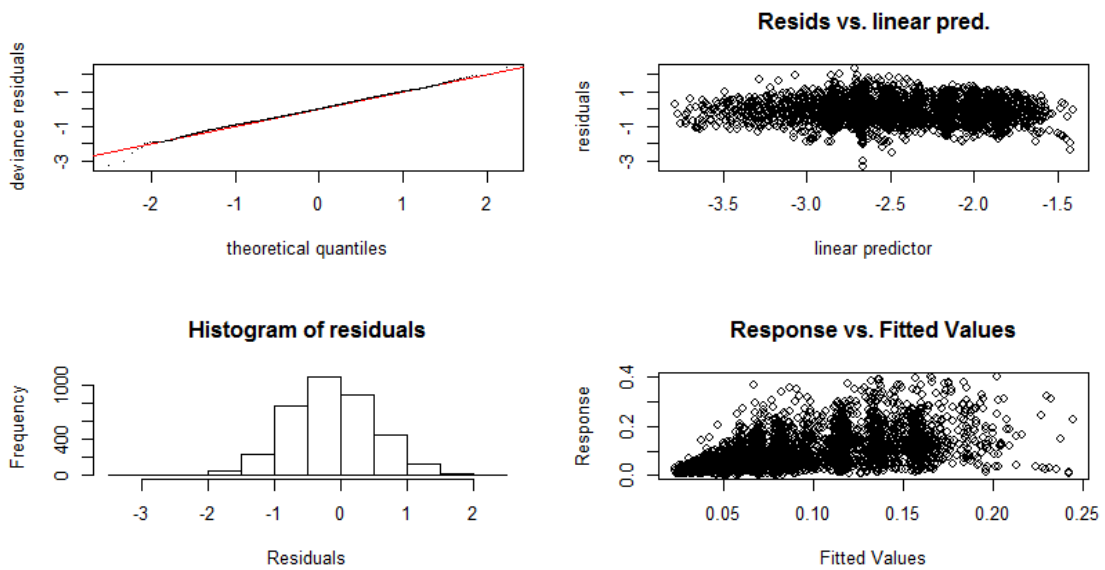 deviance residuals
1
-1
-3
-2 -1 0 1 2
theoretical quantiles
Resids vs. linear pred.
residuals
1
-1
-3
-3.5 -3.0 -2.5 -2.0 -1.5
linear predictor
Histogram of residuals
Frequency
1000
400
0
-3 -2 -1 0 1 2
Residuals
Response vs. Fitted Values
Response
0.4
0.2
0.0
0.05 0.10 0.15 0.20 0.25
Fitted Values